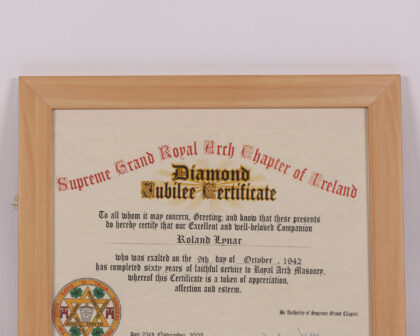 Supreme Grand Royal Arch Chapter of Ireland
Diamond
Jubilee Certificate
To all whom it may concern, Greeting; and know that these presents
do hereby certify that our Excellent and well-beloved Companion
Roland Lynar
who was exalted on the 9th day of October , 1942
has completed sixty years of faithful service to Royal Arch Masonry,
whereof this Certificate is a token of appreciation,
affection and esteem.
By Authority of Supreme Grand Chapter.
23rd November,